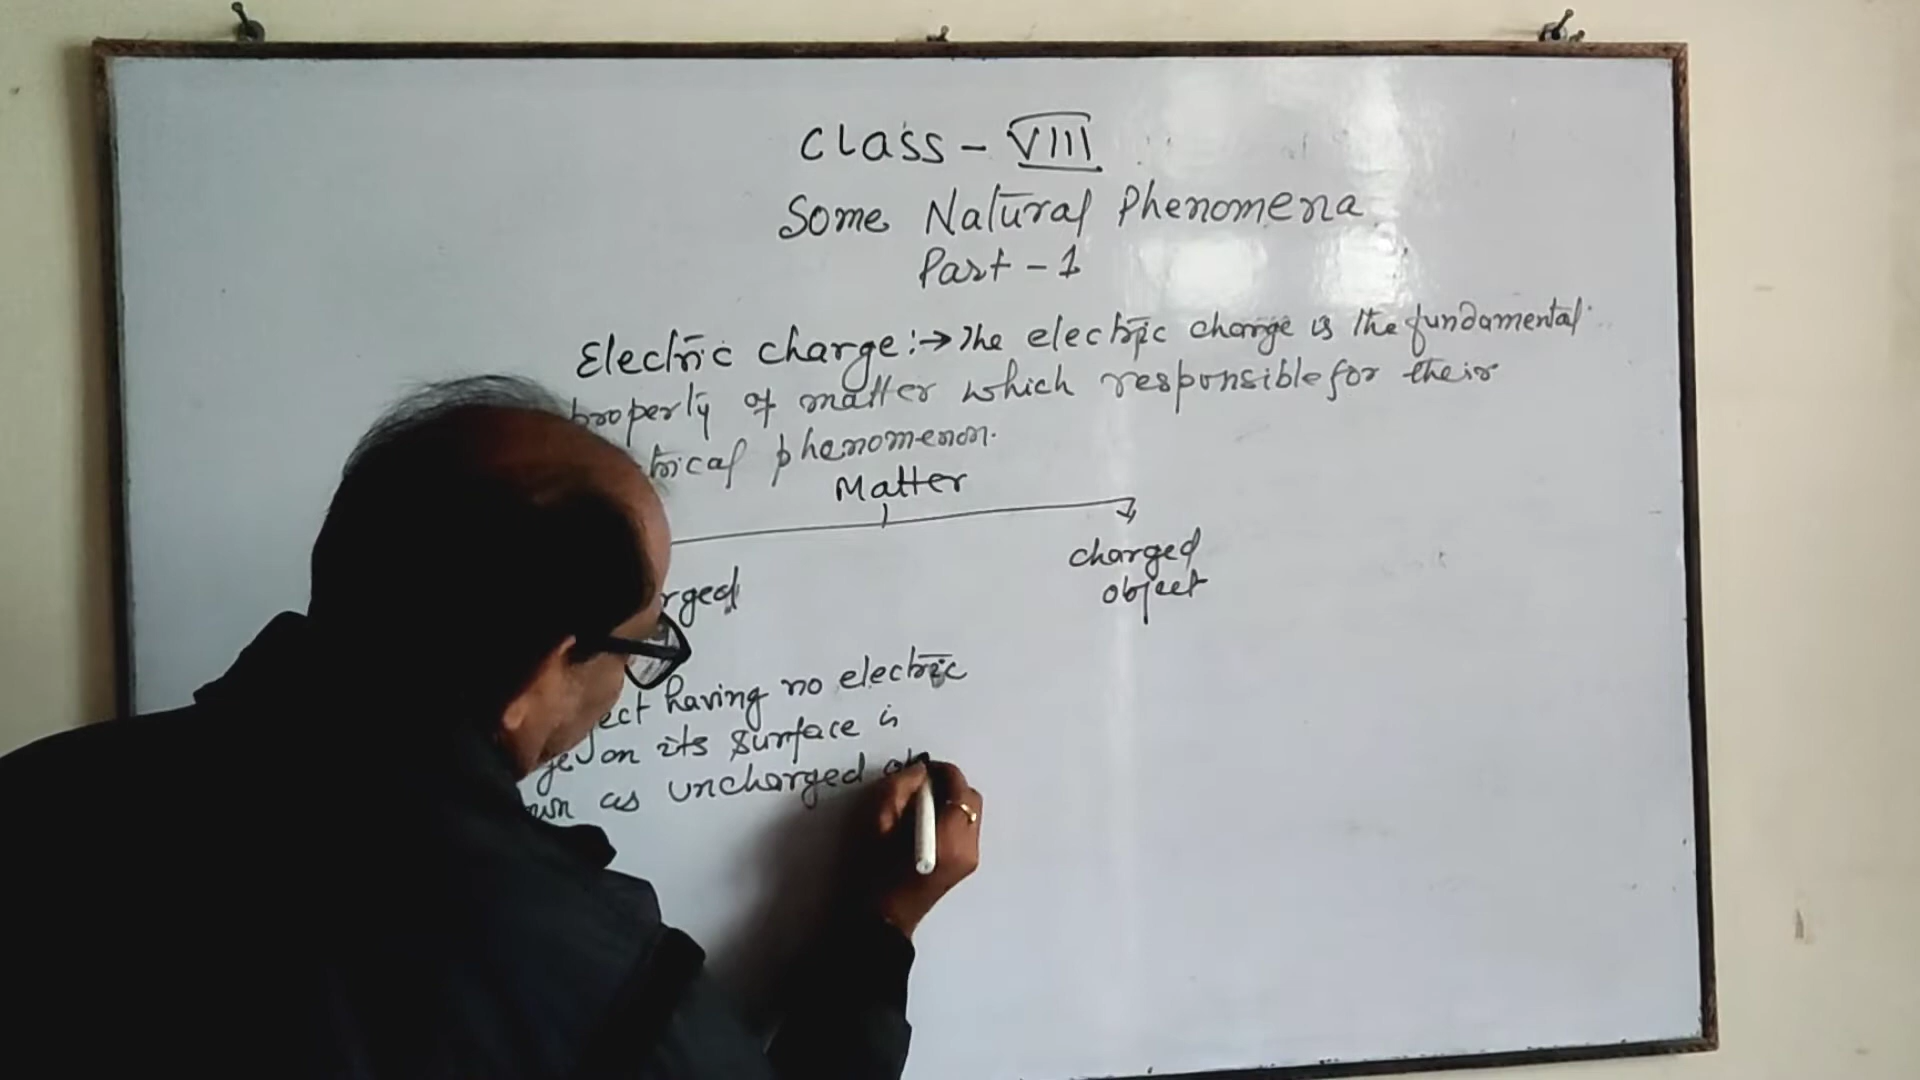 Class - VIII
Some Natural Phenomena
Part - 1
Electric charge :→ The electric charge is the fundamental
property of matter which responsible for their
trical phenomenon.
Matter
rged
charged
object
ect having no electric
ge on its surface is
wn as uncharged ob